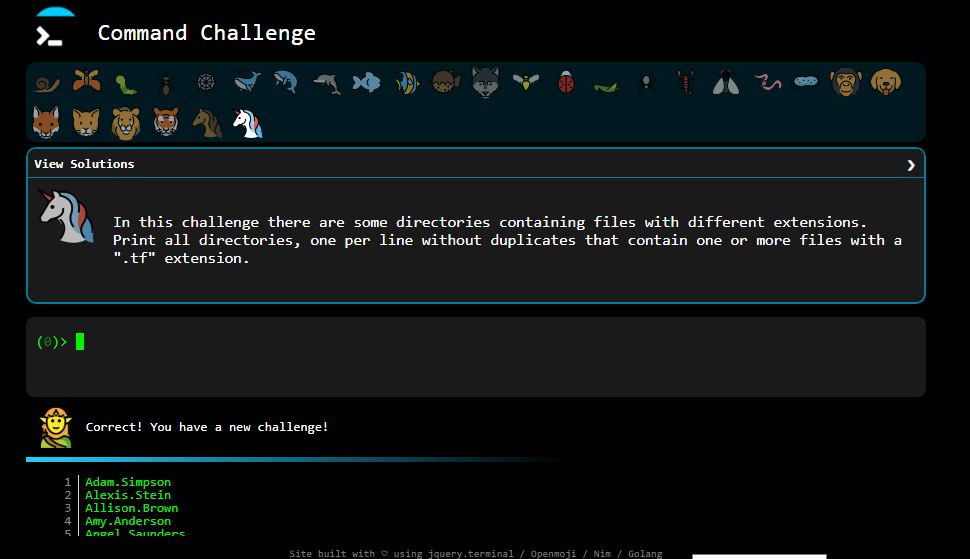 Command Challenge
View Solutions
In this challenge there are some directories containing files with different extensions.
Print all directories, one per line without duplicates that contain one or more files with a
".tf" extension.
(0)>
Correct! You have a new challenge!
1 Adam.Simpson
2 Alexis.Stein
3 Allison.Brown
4 Amy.Anderson
5 Angel.Saunders
Site built with ♡ using jquery.terminal / Openmoji / Nim / Golang